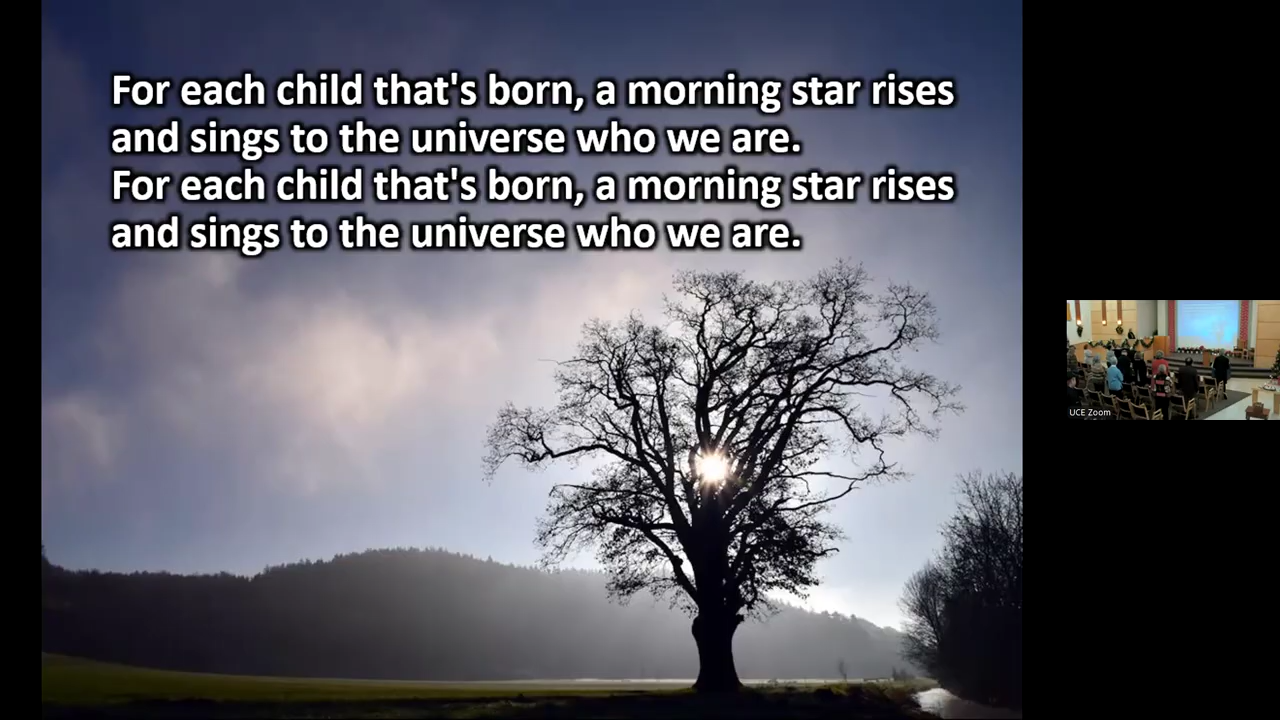 For each child that's born, a morning star rises
and sings to the universe who we are.
For each child that's born, a morning star rises
and sings to the universe who we are.
UCE Zoom